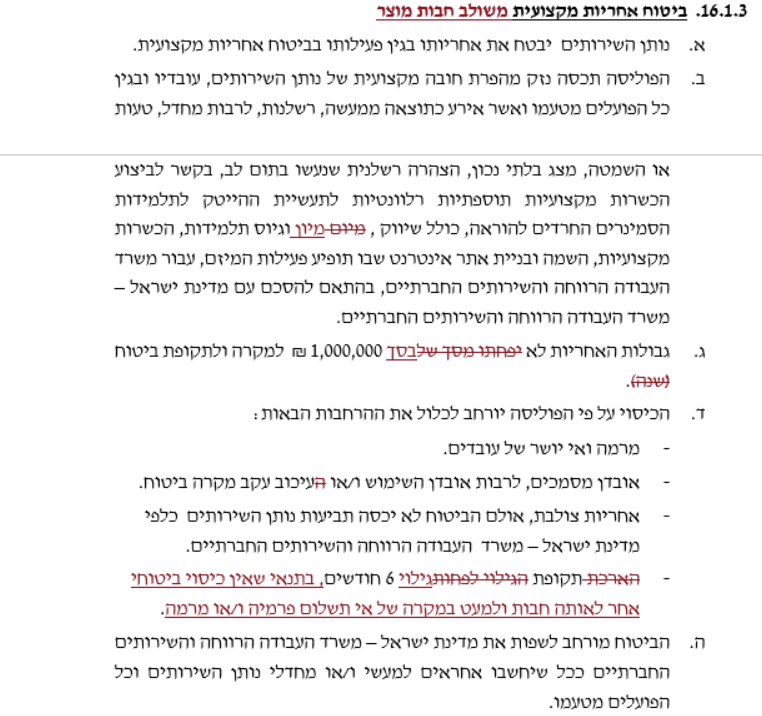 16.1.3. ביטוח אחריות מקצועית משולב חבות מוצר
א. נותן השירותים יבטח את אחריותו בגין פעילותו בביטוח אחריות מקצועית.
ב. הפוליסה תכסה נזק מהפרת חובה מקצועית של נותן השירותים, עובדיו ובגין
כל הפועלים מטעמו ואשר אירע כתוצאה ממעשה, רשלנות, לרבות מחדל, טעות
או השמטה, מצג בלתי נכון, הצהרה רשלנית שנעשו בתום לב, בקשר לביצוע
הכשרות מקצועיות תוספתיות רלוונטיות לתעשיית ההייטק לתלמידות
הסמינרים החרדים להוראה, כולל שיווק , מיום מיון וגיוס תלמידות, הכשרות
מקצועיות, השמה ובניית אתר אינטרנט שבו תופיע פעילות המיזם, עבור משרד
העבודה הרווחה והשירותים החברתיים, בהתאם להסכם עם מדינת ישראל –
משרד העבודה הרווחה והשירותים החברתיים.
ג. גבולות האחריות לא יפחתו מסך של בסך 1,000,000 ₪ למקרה ולתקופת ביטוח
(שנה).
ד. הכיסוי על פי הפוליסה יורחב לכלול את ההרחבות הבאות:
- מרמה ואי יושר של עובדים.
- אובדן מסמכים, לרבות אובדן השימוש ו/או העיכוב עקב מקרה ביטוח.
- אחריות צולבת, אולם הביטוח לא יכסה תביעות נותן השירותים כלפי
מדינת ישראל – משרד העבודה הרווחה והשירותים החברתיים.
- הארכת תקופת הגילוי לפחות גילוי 6 חודשים, בתנאי שאין כיסוי ביטוחי
אחר לאותה חבות ולמעט במקרה של אי תשלום פרמיה ו/או מרמה.
ה. הביטוח מורחב לשפות את מדינת ישראל – משרד העבודה הרווחה והשירותים
החברתיים ככל שיחשבו אחראים למעשי ו/או מחדלי נותן השירותים וכל
הפועלים מטעמו.